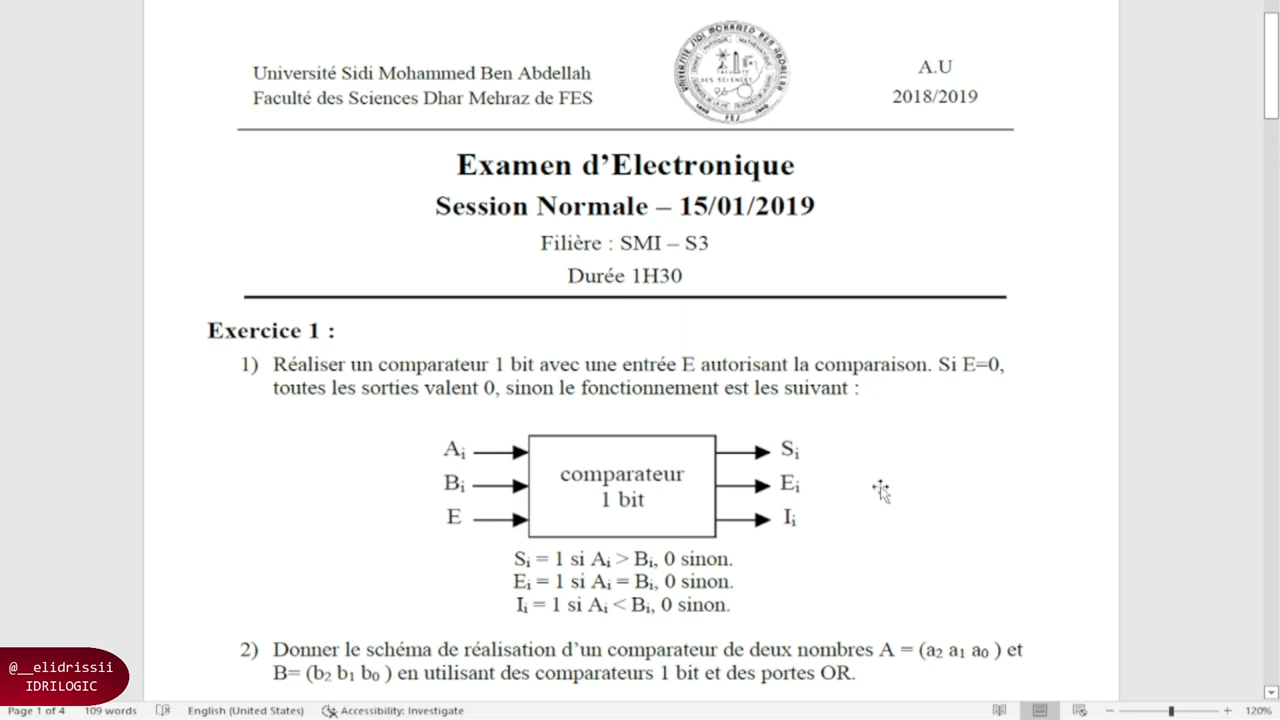 Université Sidi Mohammed Ben Abdellah
Faculté des Sciences Dhar Mehraz de FES
A.U
2018/2019
Examen d’Electronique
Session Normale – 15/01/2019
Filière : SMI – S3
Durée 1H30
Exercice 1 :
1) Réaliser un comparateur 1 bit avec une entrée E autorisant la comparaison. Si E=0,
toutes les sorties valent 0, sinon le fonctionnement est les suivant :
Ai
Bi
E
comparateur
1 bit
Si
Ei
Ii
Si = 1 si Ai > Bi, 0 sinon.
Ei = 1 si Ai = Bi, 0 sinon.
Ii = 1 si Ai < Bi, 0 sinon.
2) Donner le schéma de réalisation d’un comparateur de deux nombres A = (a2 a1 a0 ) et
B= (b2 b1 b0 ) en utilisant des comparateurs 1 bit et des portes OR.
@__elidrissii
IDRILOGIC
Page 1 of 4 109 words English (United States) Accessibility: Investigate 120%